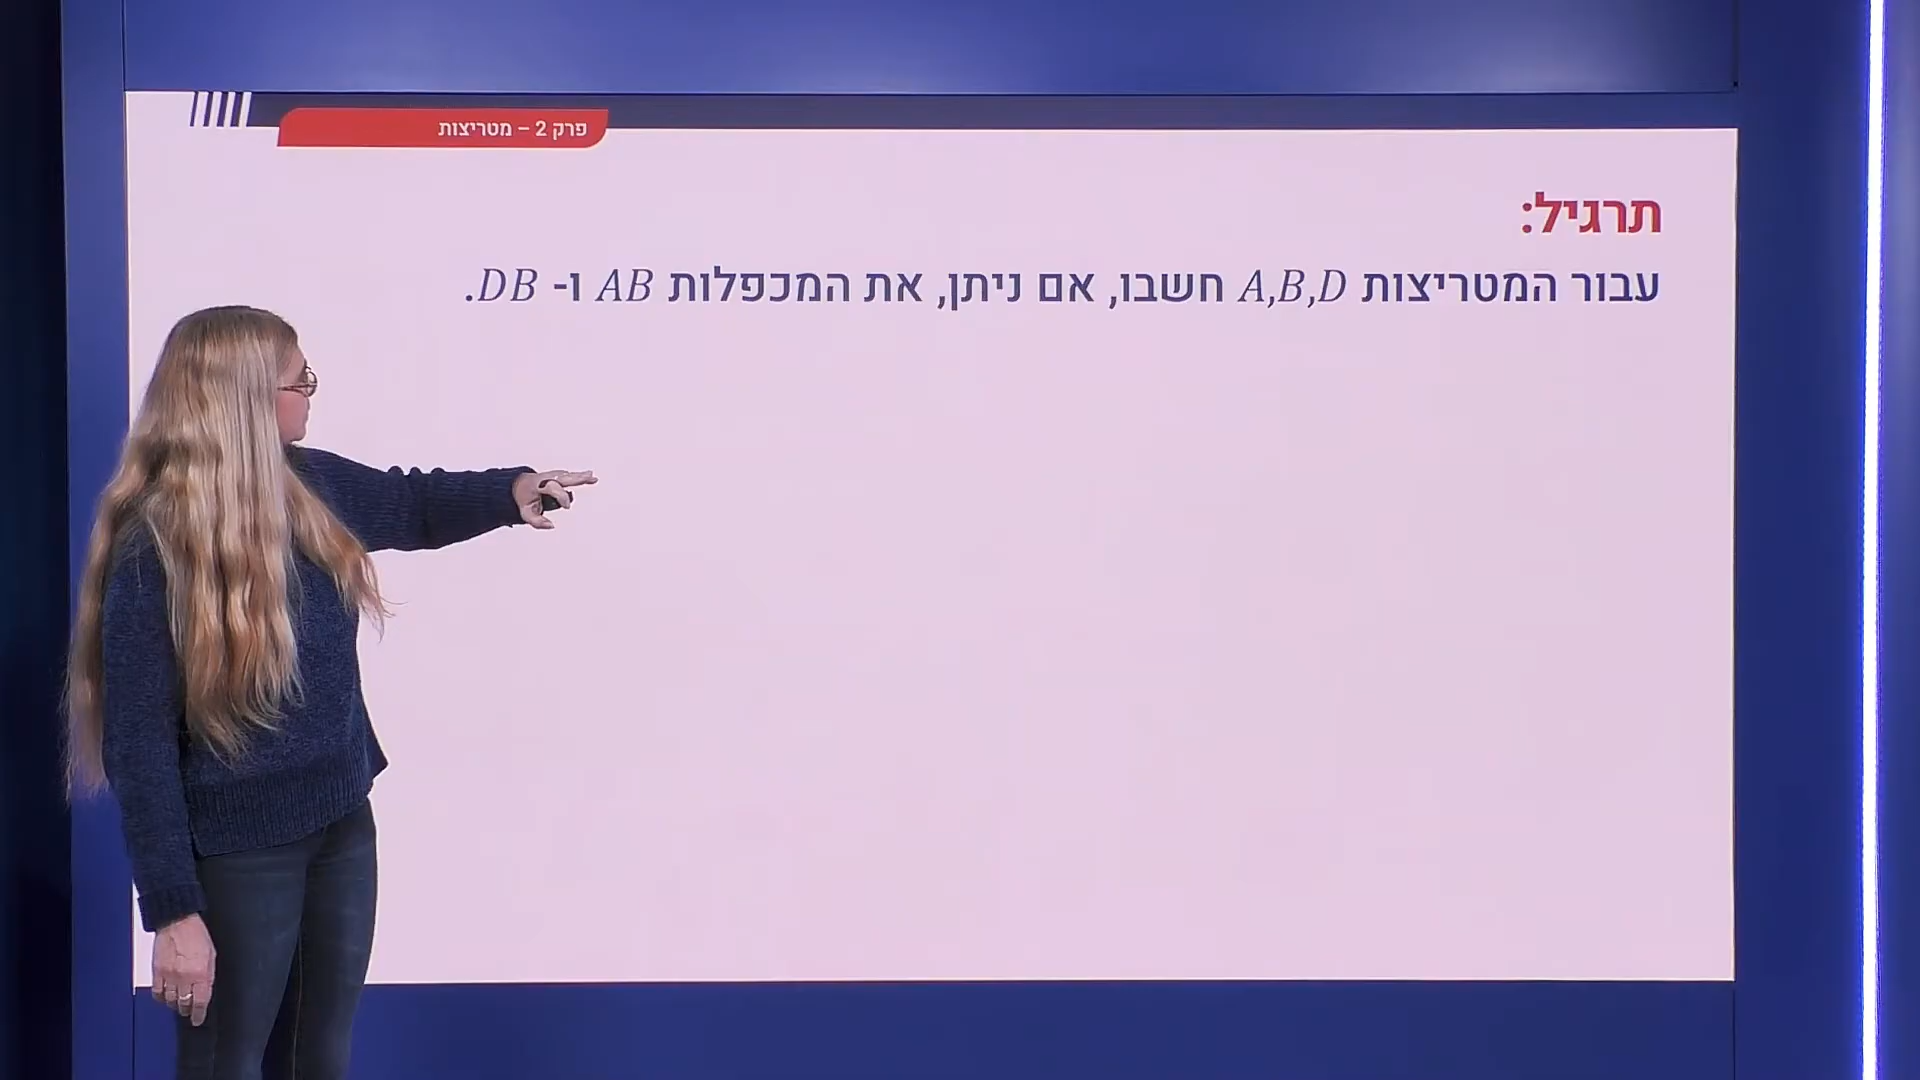 פרק 2 – מטריצות
תרגיל:
עבור המטריצות A,B,D חשבו, אם ניתן, את המכפלות AB ו- DB.